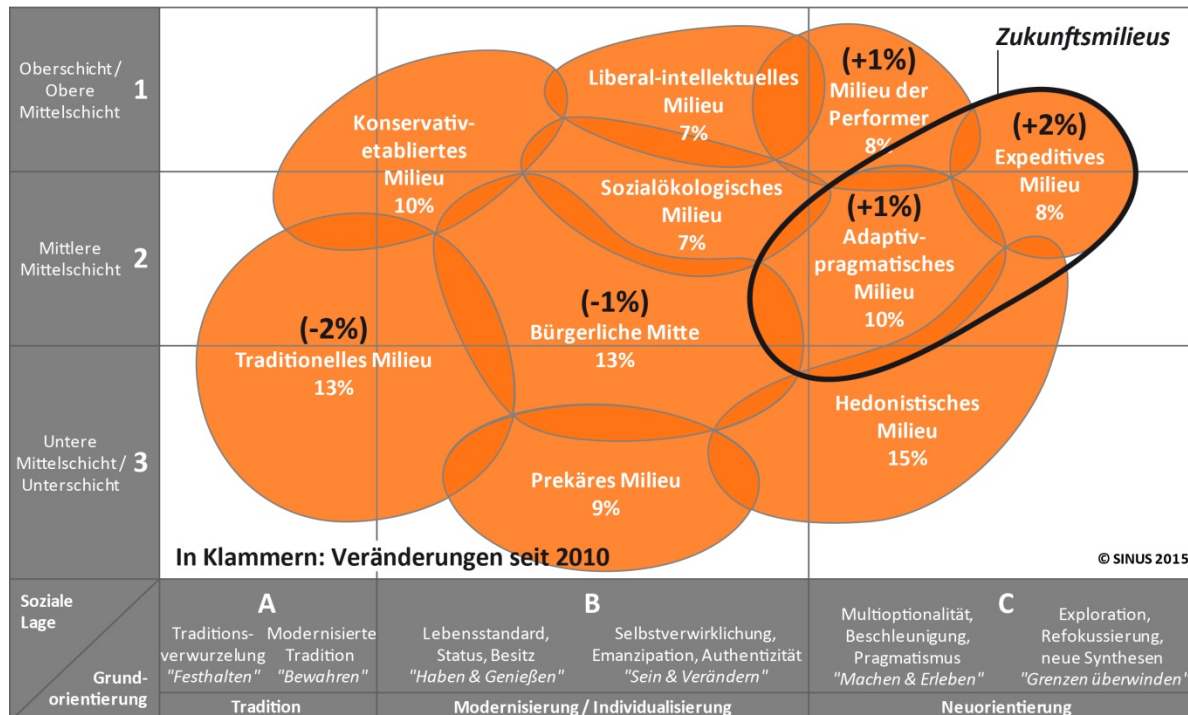 Zukunftsmilieus
Oberschicht /
Obere
Mittelschicht
1
Mittlere
Mittelschicht
2
Untere
Mittelschicht /
Unterschicht
3
Konservativ-
etabliertes
Milieu
10%
Liberal-intellektuelles
Milieu
7%
(+1%)
Milieu der
Performer
8%
(+2%)
Expeditives
Milieu
8%
Sozialökologisches
Milieu
7%
(+1%)
Adaptiv-
pragmatisches
Milieu
10%
(-2%)
Traditionelles Milieu
13%
(-1%)
Bürgerliche Mitte
13%
Hedonistisches
Milieu
15%
Prekäres Milieu
9%
In Klammern: Veränderungen seit 2010
© SINUS 2015
Soziale
Lage
Grund-
orientierung
A
Traditions-
verwurzelung
"Festhalten"
Modernisierte
Tradition
"Bewahren"
Tradition
B
Lebensstandard,
Status, Besitz
"Haben & Genießen"
Selbstverwirklichung,
Emanzipation, Authentizität
"Sein & Verändern"
Modernisierung / Individualisierung
C
Multioptionalität,
Beschleunigung,
Pragmatismus
"Machen & Erleben"
Exploration,
Refokussierung,
neue Synthesen
"Grenzen überwinden"
Neuorientierung